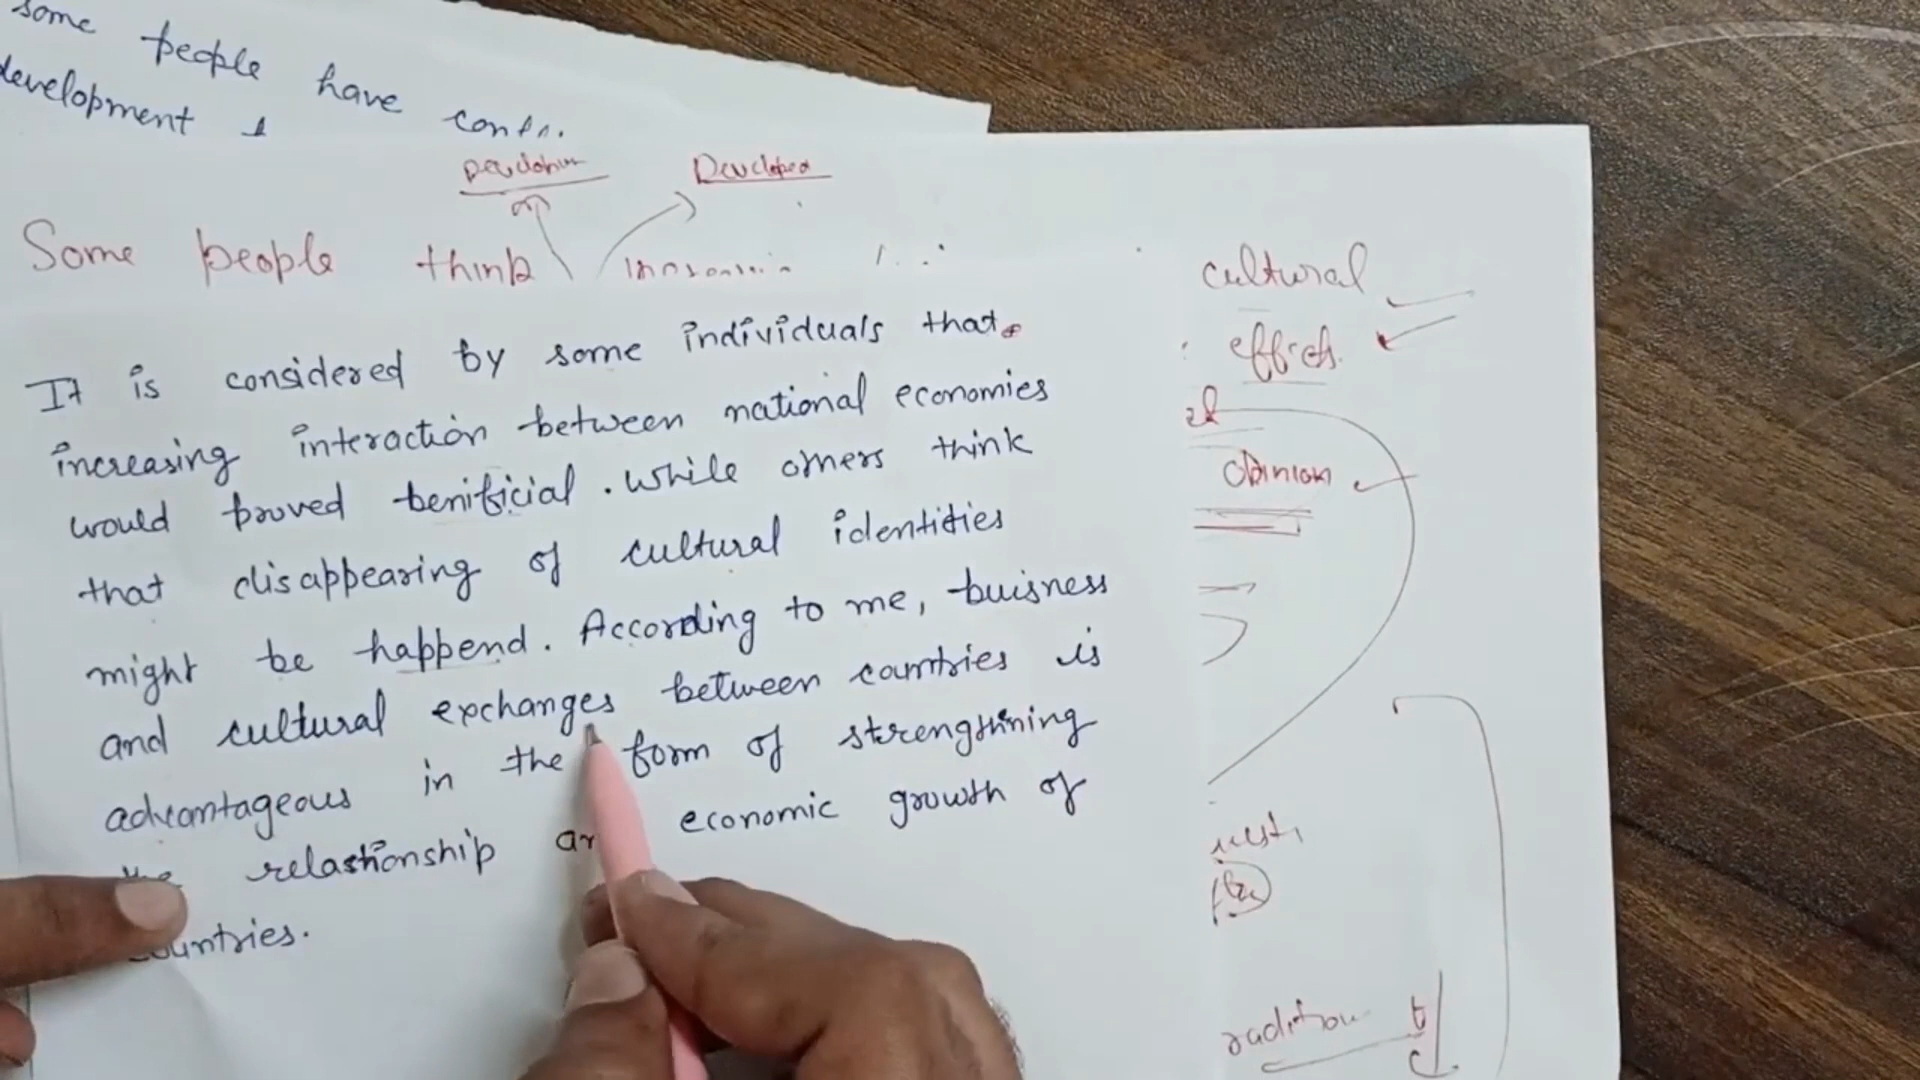 some people have
development &
Developed
Some people think
It is considered by some individuals that
increasing interaction between national economies
would proved benificial. while others think
that disappearing of cultural identities
might be happend. According to me, buisness
and cultural exchanges between countries is
advantageous in the form of strengthining
the relastionship economic growth of
countries.
cultural
effects.
opinion